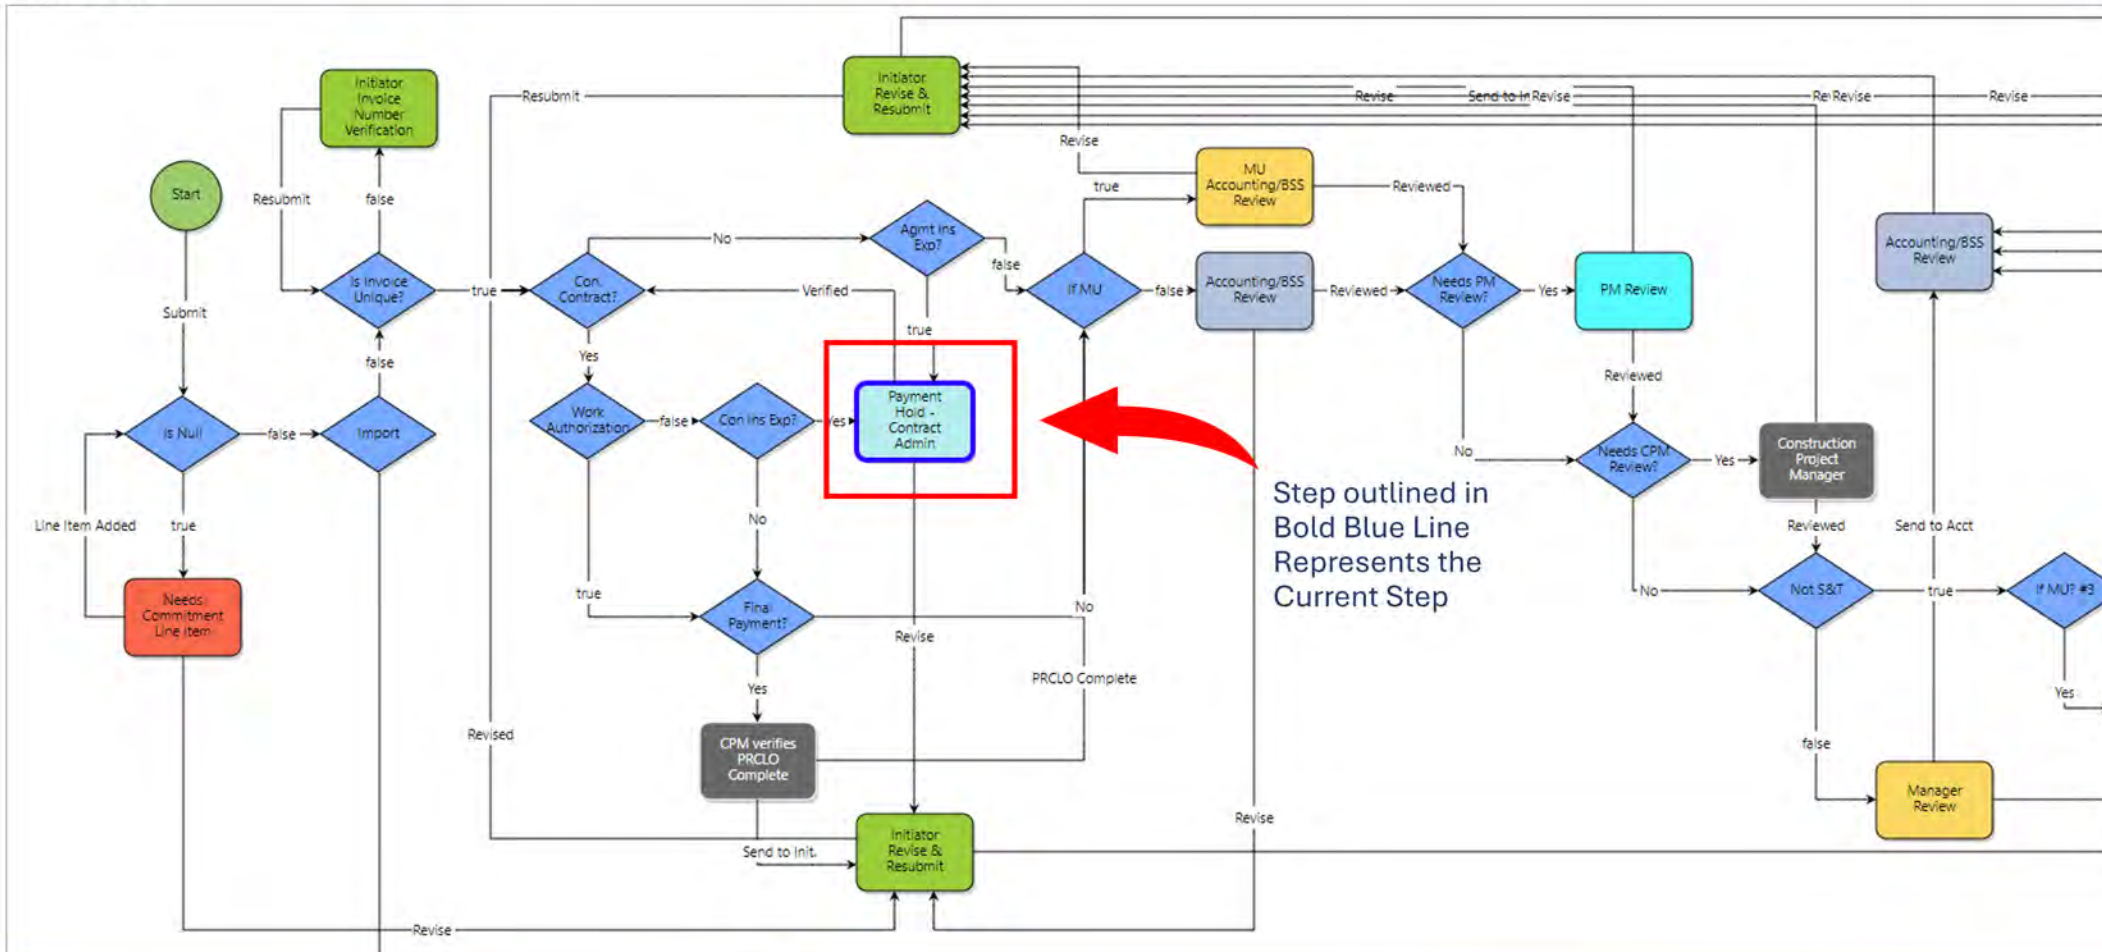 Initiator
Invoice
Number
Verification
Initiator
Revise &
Resubmit
Resubmit
Revise
Send to In
Revise
Re
Revise
Revise
Revise
MU
Accounting/BSS
Review
true
Reviewed
Start
Resubmit
false
No
Agmt Ins
Exp?
false
Accounting/BSS
Review
Is Invoice
Unique?
true
Con.
Contract?
Verified
If MU
false
Accounting/BSS
Review
Reviewed
Needs PM
Review?
Yes
PM Review
Submit
true
false
Yes
Reviewed
Is Null
false
Import
Work
Authorization
false
Con Ins Exp?
Yes
Payment
Hold -
Contract
Admin
No
Needs CPM
Review?
Yes
Construction
Project
Manager
Step outlined in
Bold Blue Line
Represents the
Current Step
Line Item Added
true
No
Reviewed
Send to Acct
Needs
Commitment
Line Item
true
Final
Payment?
No
Revise
No
Not S&T
true
If MU? #3
PRCLO Complete
Yes
Yes
Revised
CPM verifies
PRCLO
Complete
false
Manager
Review
Revise
Initiator
Revise &
Resubmit
Send to Init.
Revise